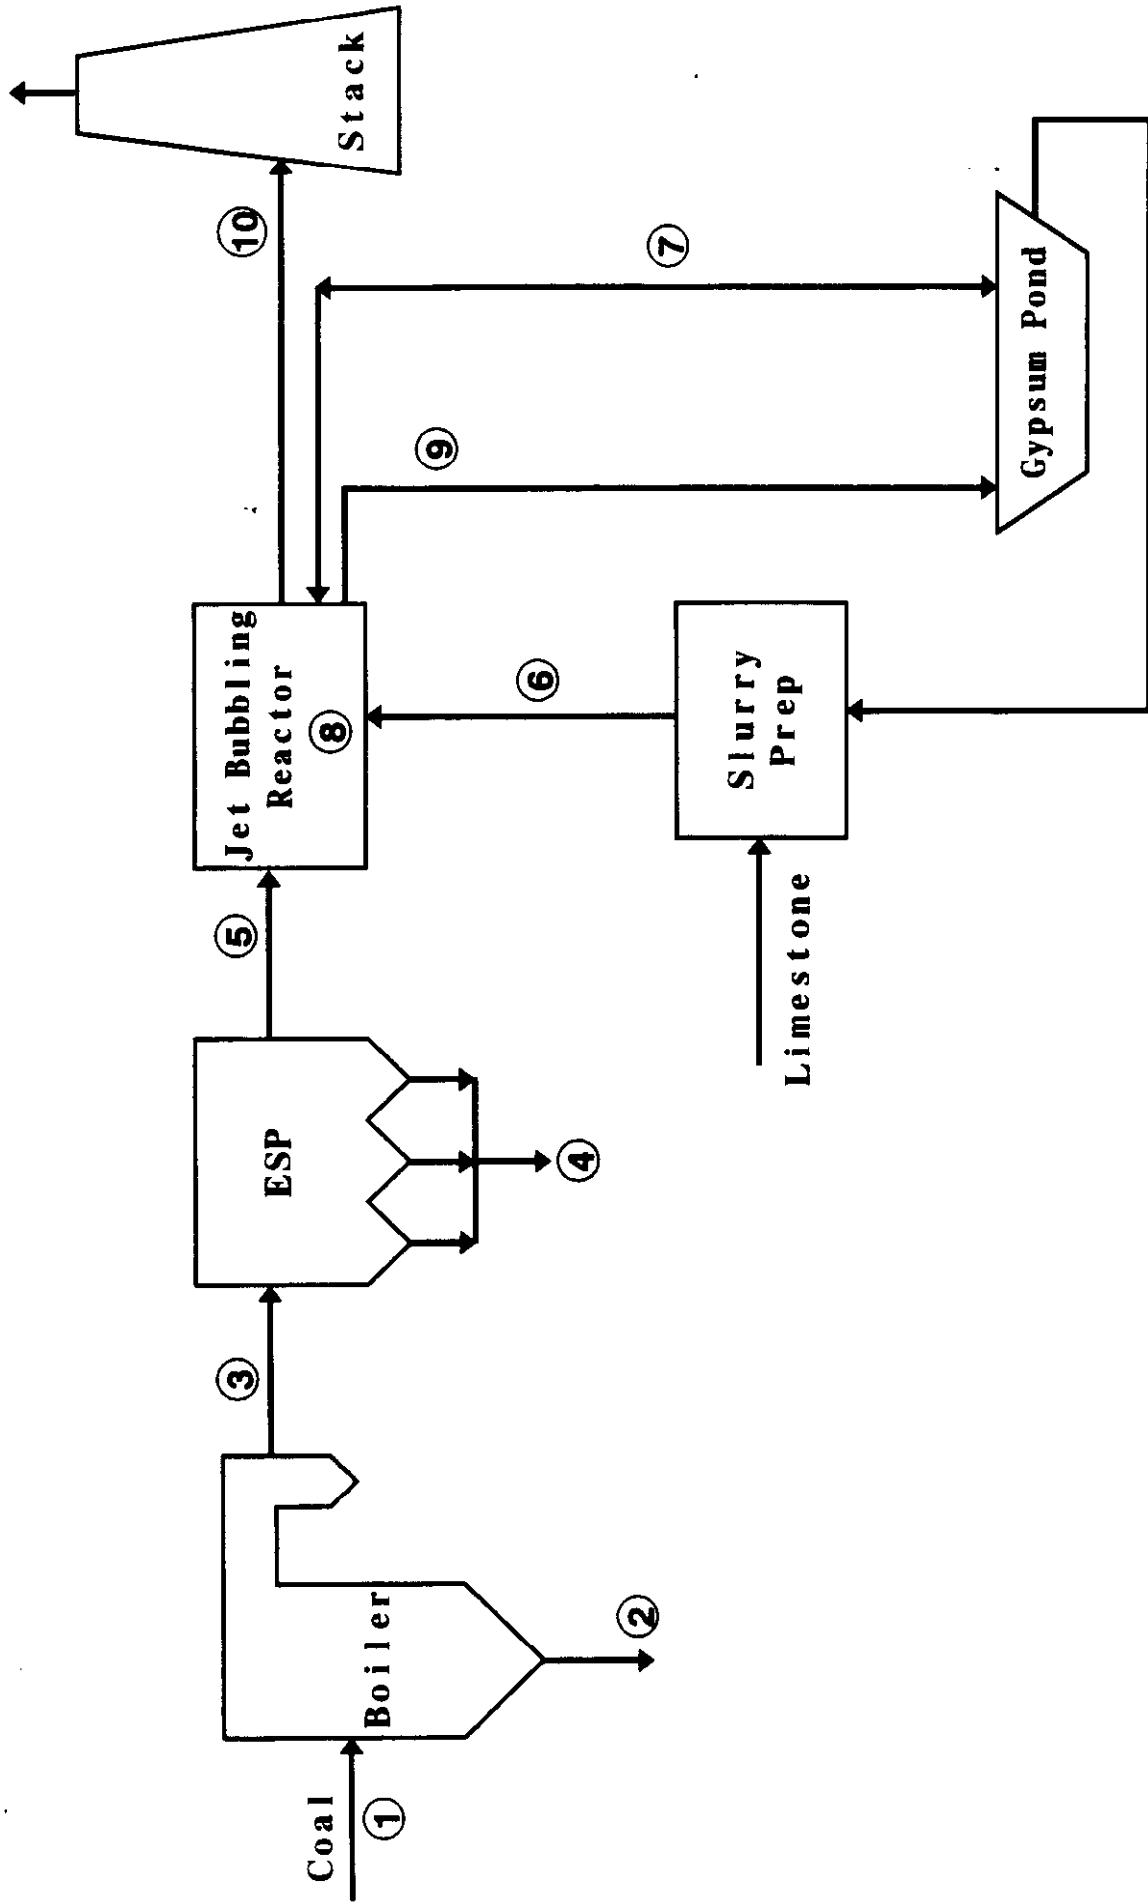 Coal
1
Boiler
2
3
ESP
4
5
Jet Bubbling
Reactor
8
6
Slurry
Prep
Limestone
9
7
10
Stack
Gypsum Pond